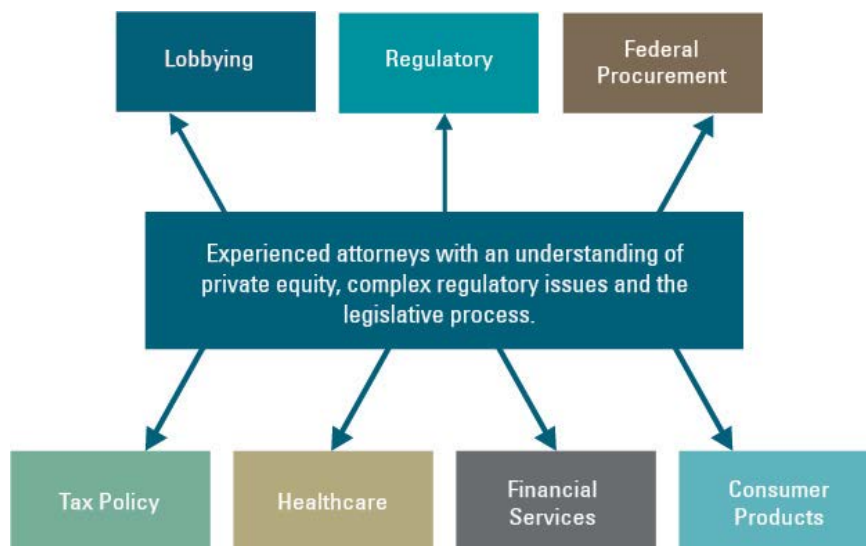 Lobbying
Regulatory
Federal
Procurement
Experienced attorneys with an understanding of
private equity, complex regulatory issues and the
legislative process.
Tax Policy
Healthcare
Financial
Services
Consumer
Products